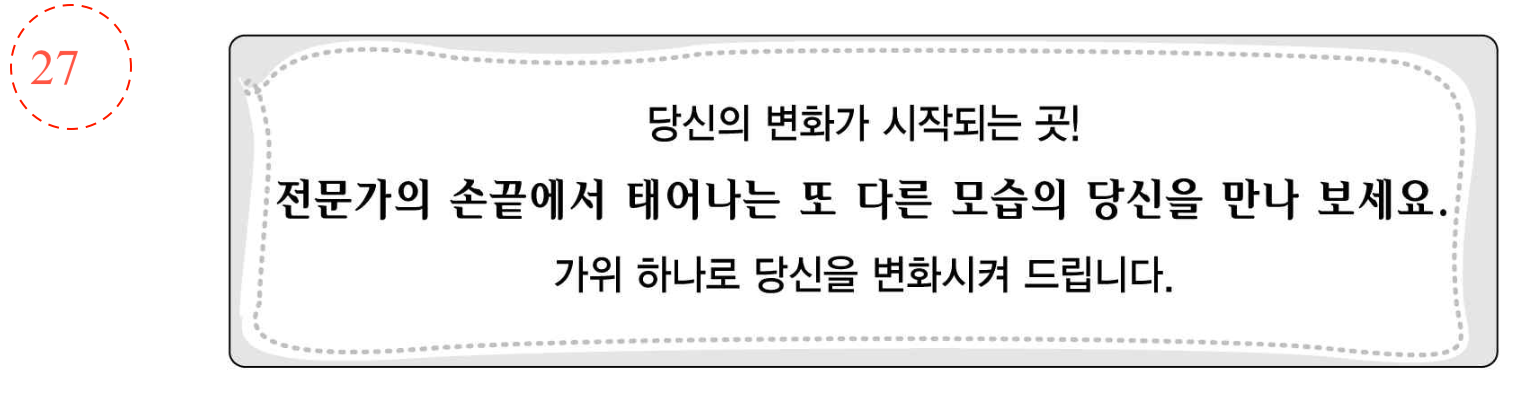 27
당신의 변화가 시작되는 곳!
전문가의 손끝에서 태어나는 또 다른 모습의 당신을 만나 보세요.
가위 하나로 당신을 변화시켜 드립니다.